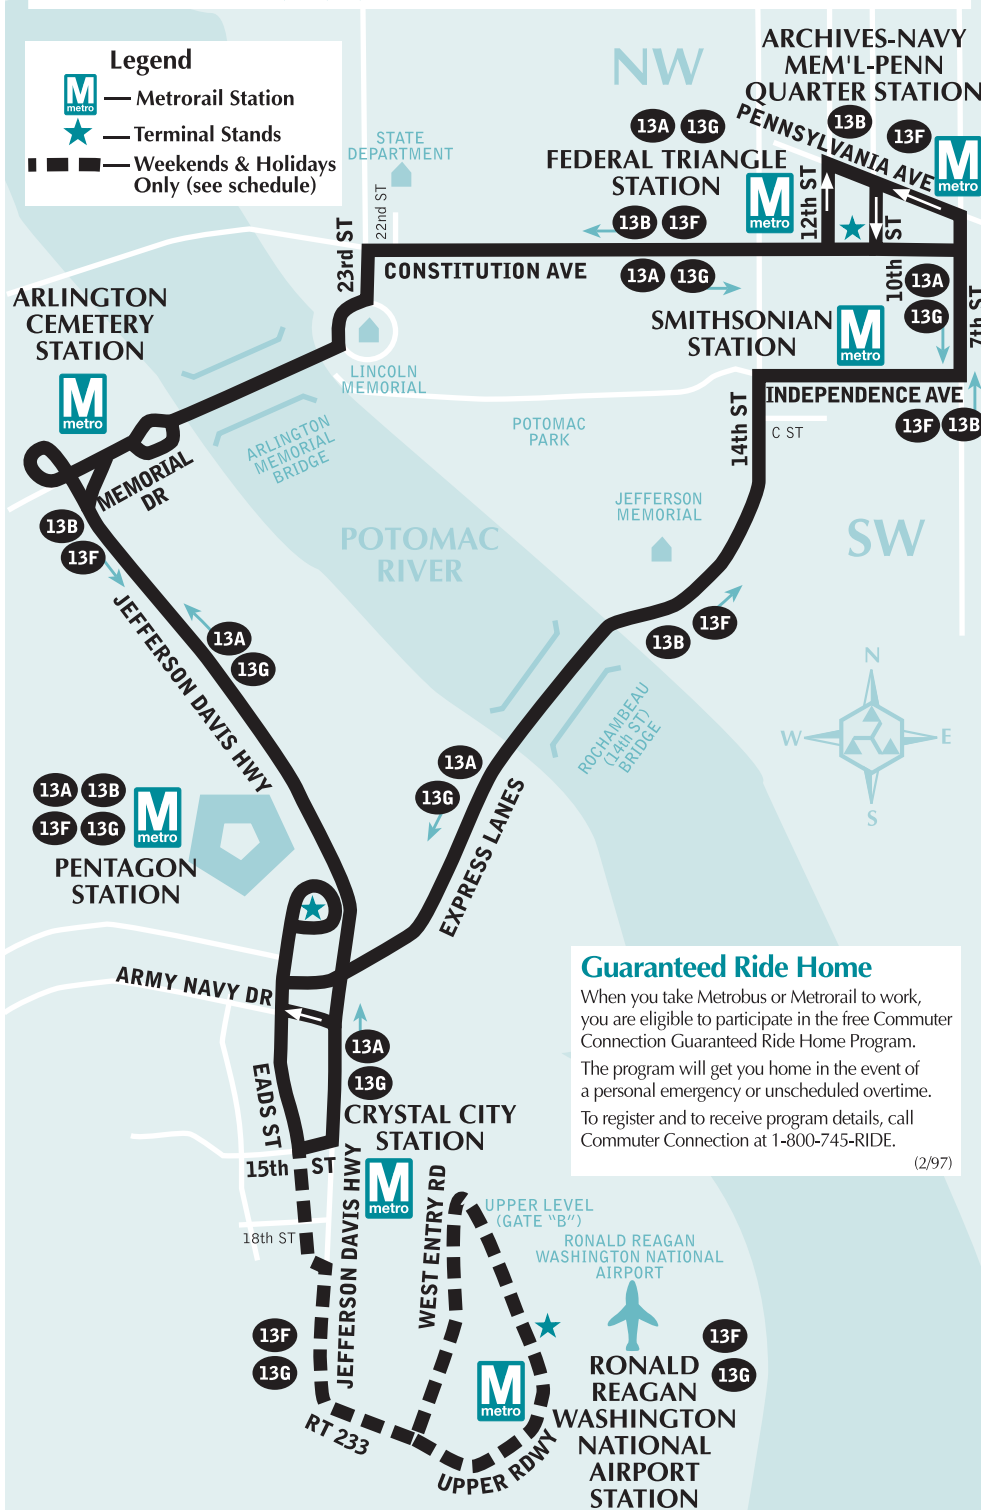 Legend
M
metro
Metrorail Station
Terminal Stands
Weekends & Holidays
Only (see schedule)
NW
ARCHIVES-NAVY
MEM'L-PENN
QUARTER STATION
13B
13F
M
metro
PENNSYLVANIA AVE
STATE
DEPARTMENT
13A
13G
FEDERAL TRIANGLE
STATION
M
metro
12th ST
13B
13F
22nd ST
23rd ST
CONSTITUTION AVE
13A
13G
10th ST
13A
13G
7th ST
ARLINGTON
CEMETERY
STATION
M
metro
SMITHSONIAN
STATION
M
metro
LINCOLN
MEMORIAL
INDEPENDENCE AVE
13F
13B
14th ST
C ST
ARLINGTON
MEMORIAL
BRIDGE
POTOMAC
PARK
MEMORIAL
DR
13B
13F
JEFFERSON
MEMORIAL
POTOMAC
RIVER
SW
JEFFERSON DAVIS HWY
13A
13G
13F
13B
ROCHAMBEAU
(14th ST)
BRIDGE
N
W
E
S
13A
13G
EXPRESS LANES
13A
13B
13F
13G
M
metro
PENTAGON
STATION
ARMY NAVY DR
13A
13G
EADS ST
Guaranteed Ride Home
When you take Metrobus or Metrorail to work,
you are eligible to participate in the free Commuter
Connection Guaranteed Ride Home Program.
The program will get you home in the event of
a personal emergency or unscheduled overtime.
To register and to receive program details, call
Commuter Connection at 1-800-745-RIDE.
(2/97)
CRYSTAL CITY
STATION
M
metro
15th ST
18th ST
JEFFERSON DAVIS HWY
WEST ENTRY RD
UPPER LEVEL
(GATE "B")
RONALD REAGAN
WASHINGTON NATIONAL
AIRPORT
13F
13G
13F
13G
M
metro
RONALD
REAGAN
WASHINGTON
NATIONAL
AIRPORT
STATION
RT 233
UPPER RDWY